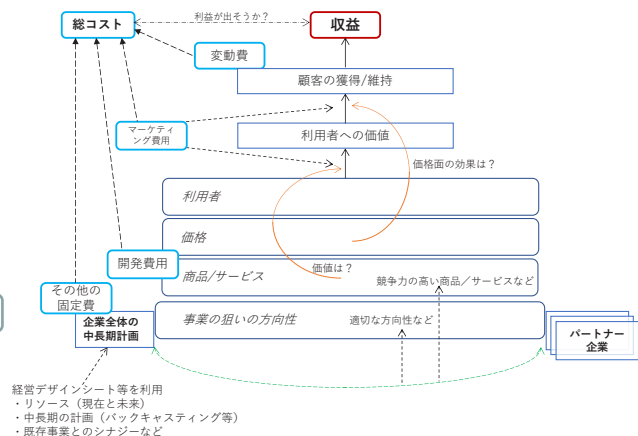 利益が出そうか？
総コスト
収益
変動費
顧客の獲得/維持
マーケティ
ング費用
利用者への価値
価格面の効果は？
利用者
価格
開発費用
価値は？
商品/サービス
競争力の高い商品／サービスなど
その他の
固定費
企業全体の
中長期計画
事業の狙いの方向性
適切な方向性など
パートナー
企業
経営デザインシート等を利用
・リソース（現在と未来）
・中長期の計画（バックキャスティング等）
・既存事業とのシナジーなど